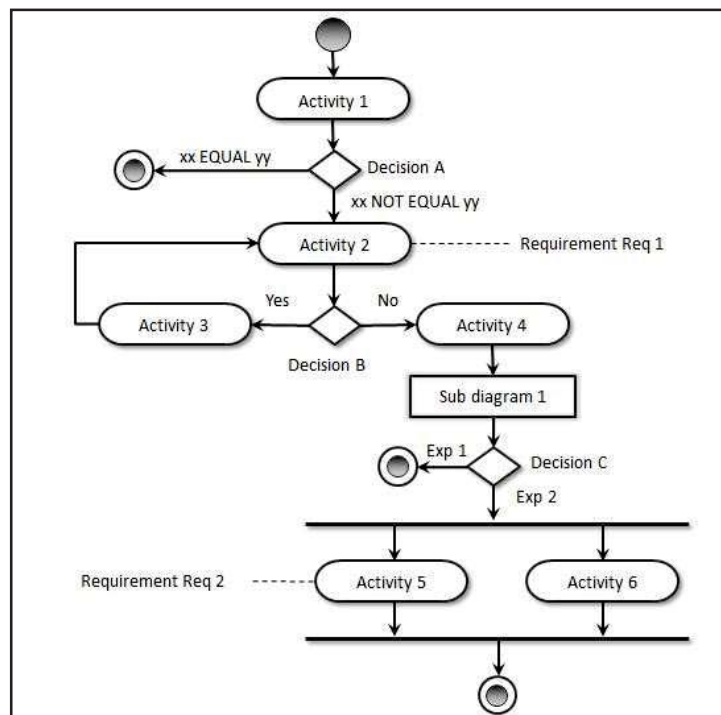 Activity 1
xx EQUAL yy
Decision A
xx NOT EQUAL yy
Activity 2
Requirement Req 1
Yes
No
Activity 3
Activity 4
Decision B
Sub diagram 1
Exp 1
Decision C
Exp 2
Requirement Req 2
Activity 5
Activity 6